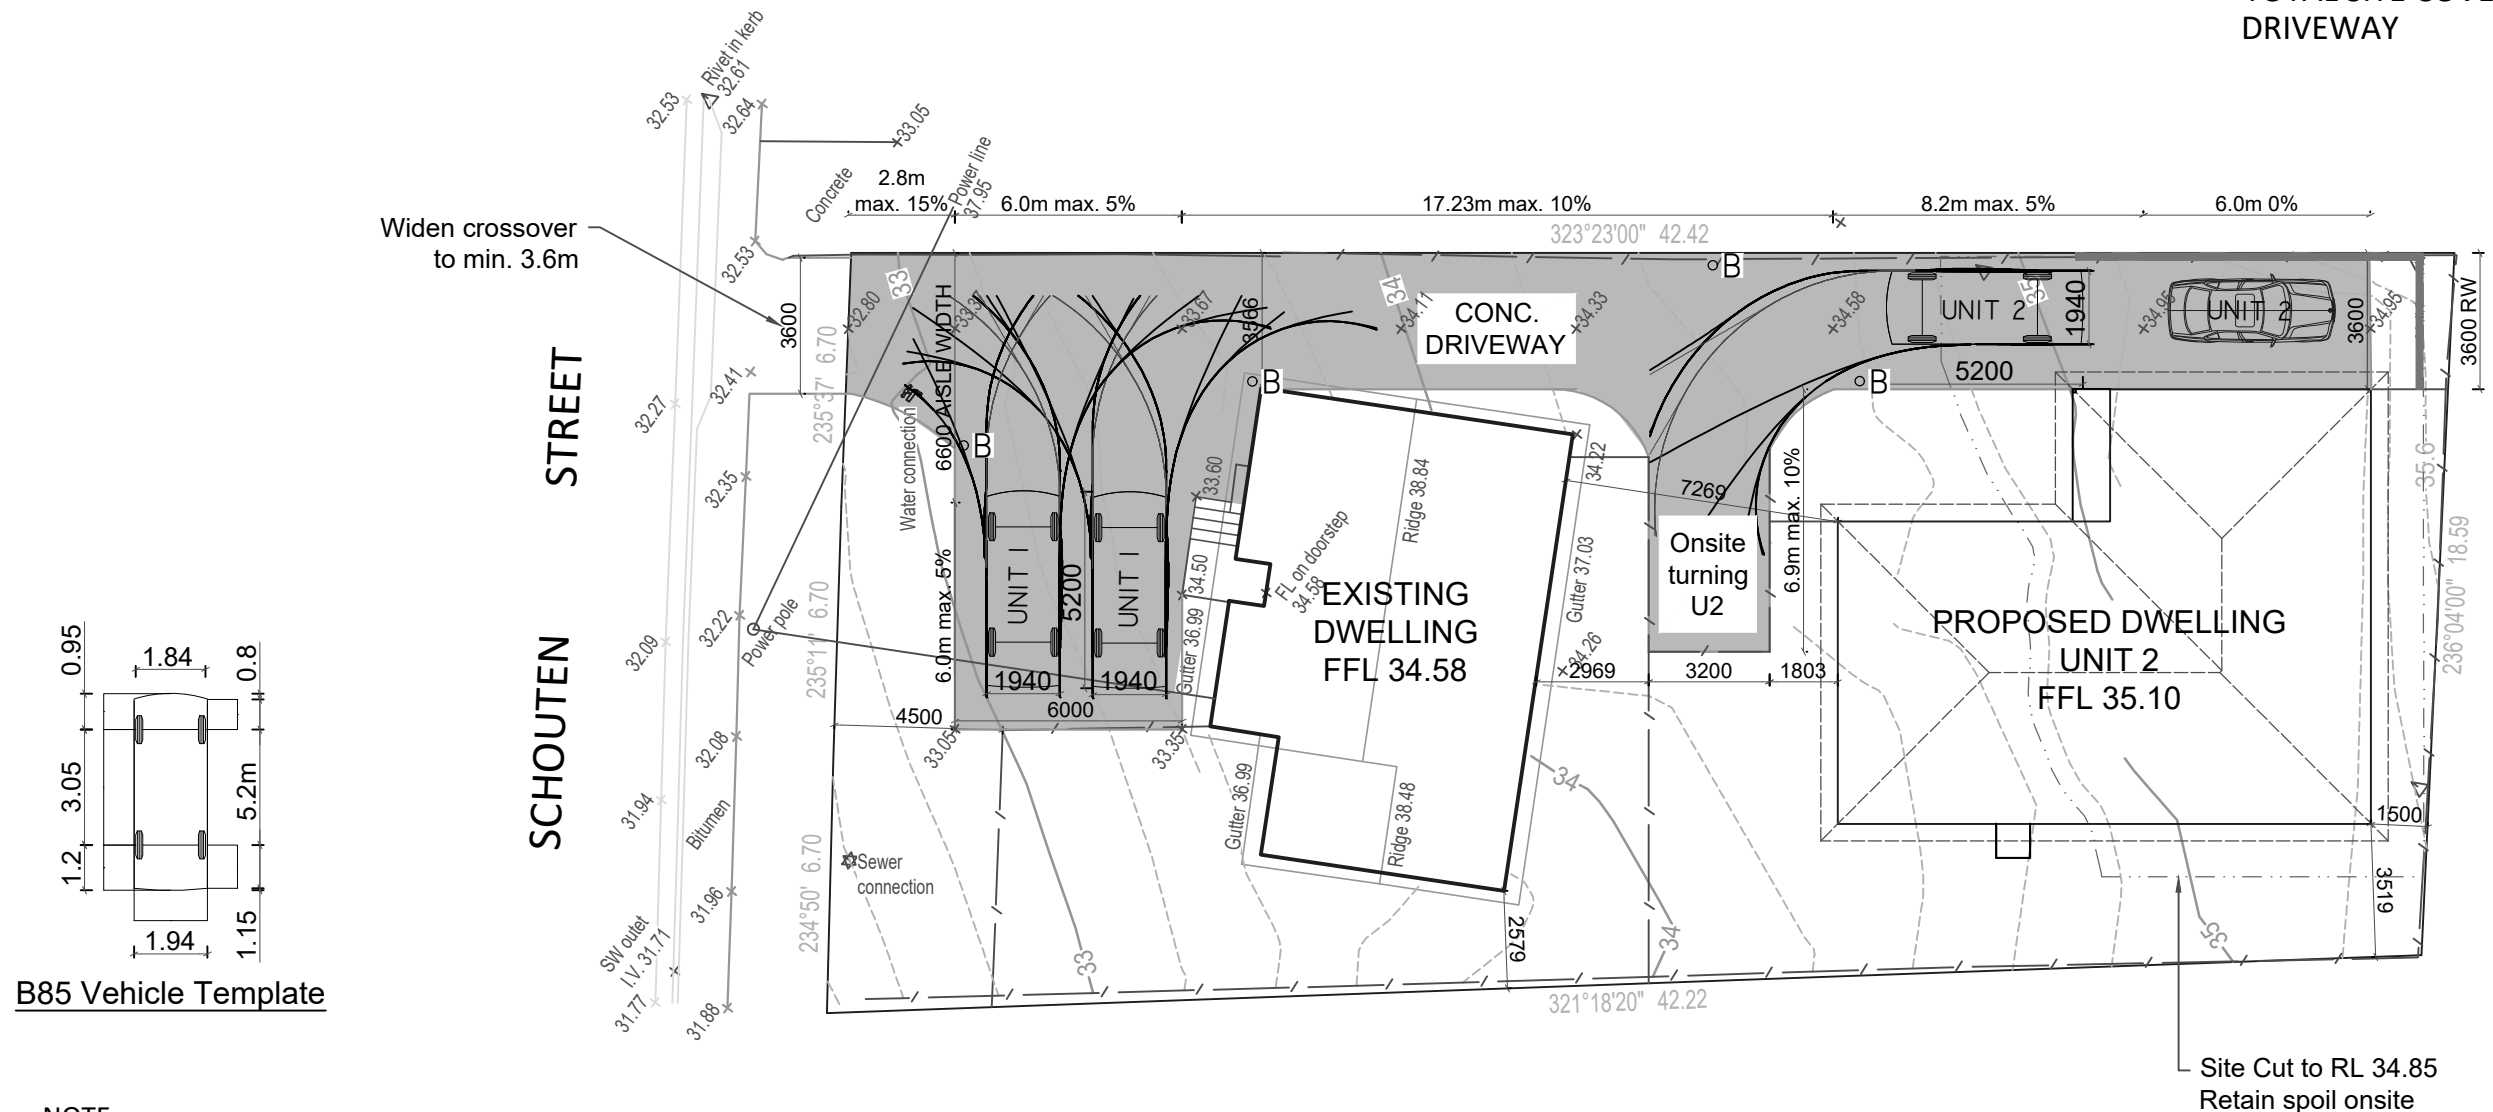 DRIVEWAY
Rivet in kerb
32.61
32.53
32.64
+33.05
Concrete
Power line
37.95
2.8m
max. 15%
6.0m max. 5%
17.23m max. 10%
8.2m max. 5%
6.0m 0%
323°23'00" 42.42
Widen crossover
to min. 3.6m
32.53
3600
33
32.80
33.37
33.67
3566
34
34.11
CONC.
DRIVEWAY
34.33
B
34.58
UNIT 2
35
1940
34.95
UNIT 2
3600
34.95
3600 RW
5200
B
B
B
6600 AISLE WIDTH
235°37' 6.70
Water connection
32.41
32.27
32.35
STREET
SCHOUTEN
33.60
34.50
FL on doorstep
34.58
Ridge 38.84
34.22
7269
6.9m max. 10%
35.6
236°04'00" 18.59
Onsite
turning
U2
Gutter 37.03
EXISTING
DWELLING
FFL 34.58
PROPOSED DWELLING
UNIT 2
FFL 35.10
6.0m max. 5%
UNIT 1
5200
UNIT 1
1940
1940
Gutter 36.99
34.26
2969
3200
1803
4500
6000
33.05
33.35
235°11' 6.70
32.22
Power pole
32.09
32.08
31.94
Bitumen
34
Gutter 36.99
Ridge 38.48
1500
3519
Sewer
connection
234°50' 6.70
31.96
SW outet
I.V. 31.71
31.77
31.88
33
2579
34
35
321°18'20" 42.22
0.95
1.84
0.8
3.05
5.2m
1.2
1.94
1.15
B85 Vehicle Template
Site Cut to RL 34.85
Retain spoil onsite